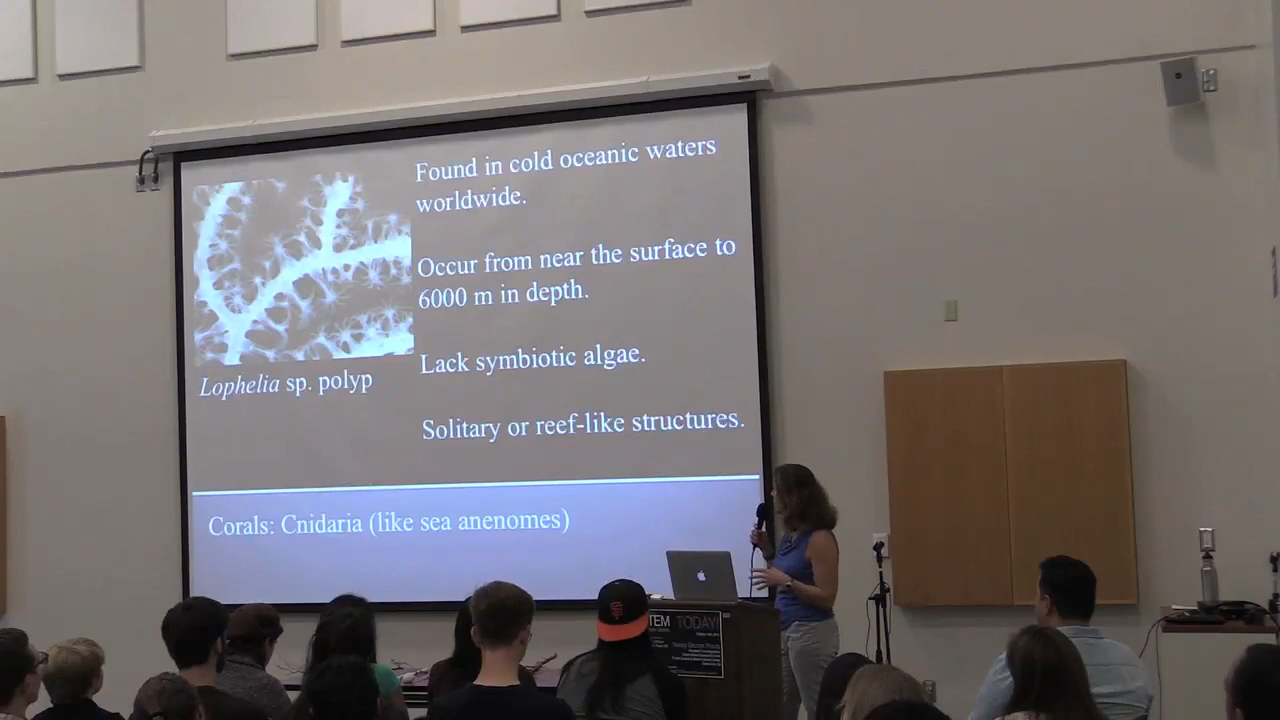 Found in cold oceanic waters
worldwide.
Occur from near the surface to
6000 m in depth.
Lack symbiotic algae.
Lophelia sp. polyp
Solitary or reef-like structures.
Corals: Cnidaria (like sea anenomes)
TEM TODAY!